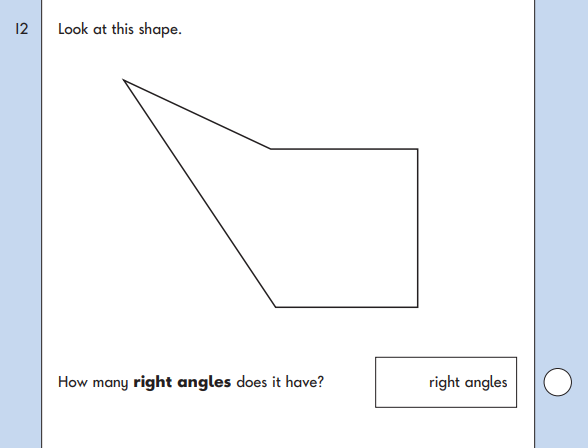 12
Look at this shape.
How many right angles does it have?
right angles